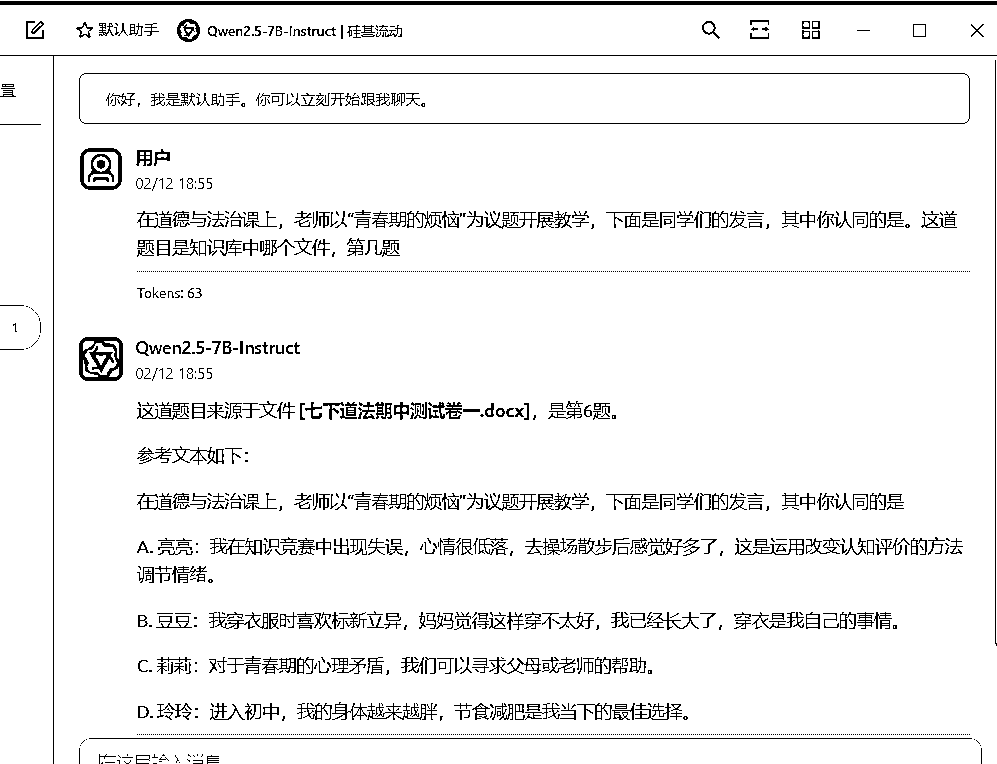 默认助手 Qwen2.5-7B-Instruct | 硅基流动
置
你好，我是默认助手。你可以立刻开始跟我聊天。
用户
02/12 18:55
在道德与法治课上，老师以“青春期的烦恼”为议题开展教学，下面是同学们的发言，其中你认同的是。这道
题目是知识库中哪个文件，第几题
Tokens: 63
1
Qwen2.5-7B-Instruct
02/12 18:55
这道题目来源于文件 [七下道法期中测试卷一.docx]，是第6题。
参考文本如下：
在道德与法治课上，老师以“青春期的烦恼”为议题开展教学，下面是同学们的发言，其中你认同的是
A. 亮亮：我在知识竞赛中出现失误，心情很低落，去操场散步后感觉好多了，这是运用改变认知评价的方法
调节情绪。
B. 豆豆：我穿衣服时喜欢标新立异，妈妈觉得这样穿不太好，我已经长大了，穿衣是我自己的事情。
C. 莉莉：对于青春期的心理矛盾，我们可以寻求父母或老师的帮助。
D. 玲玲：进入初中，我的身体越来越胖，节食减肥是我当下的最佳选择。
在这里输入消息